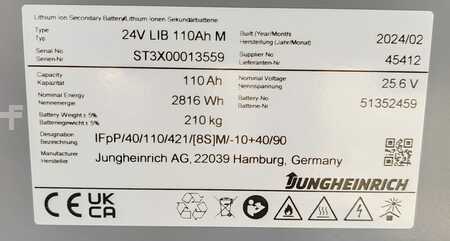 Lithium Ion Secondary Battery/Lithium Ionen Sekundärbatterie
Type
Typ
24V LIB 110Ah M
Built (Year/Month)
Herstellung (Jahr/Monat)
2024/02
Serial No
Serien-Nr
ST3X00013559
Supplier No
Lieferanten-Nr
45412
Capacity
Kapazität
110 Ah
Nominal Voltage
Nennspannung
25.6 V
Nominal Energy
Nennenergie
2816 Wh
Battery No
Batterie-Nr
51352459
Battery Weight ± 5%
Batteriegewicht ± 5%
210 kg
Designation
Bezeichnung
IFpP/40/110/421/[8S]M/-10+40/90
Manufacturer
Hersteller
Jungheinrich AG, 22039 Hamburg, Germany
CE UK
CA
JUNGHEINRICH